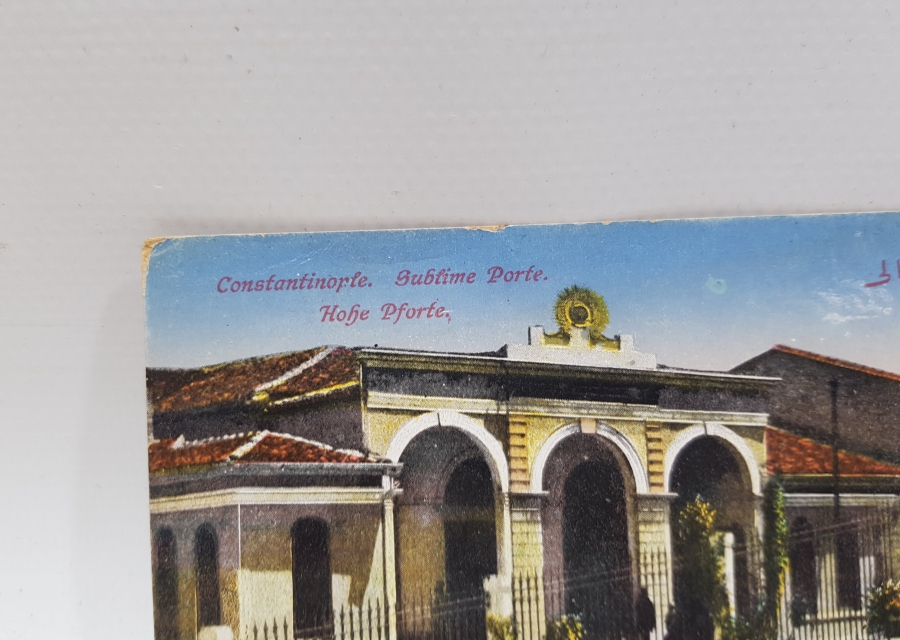 Constantinople. Sublime Porte.
Hohe Pforte.